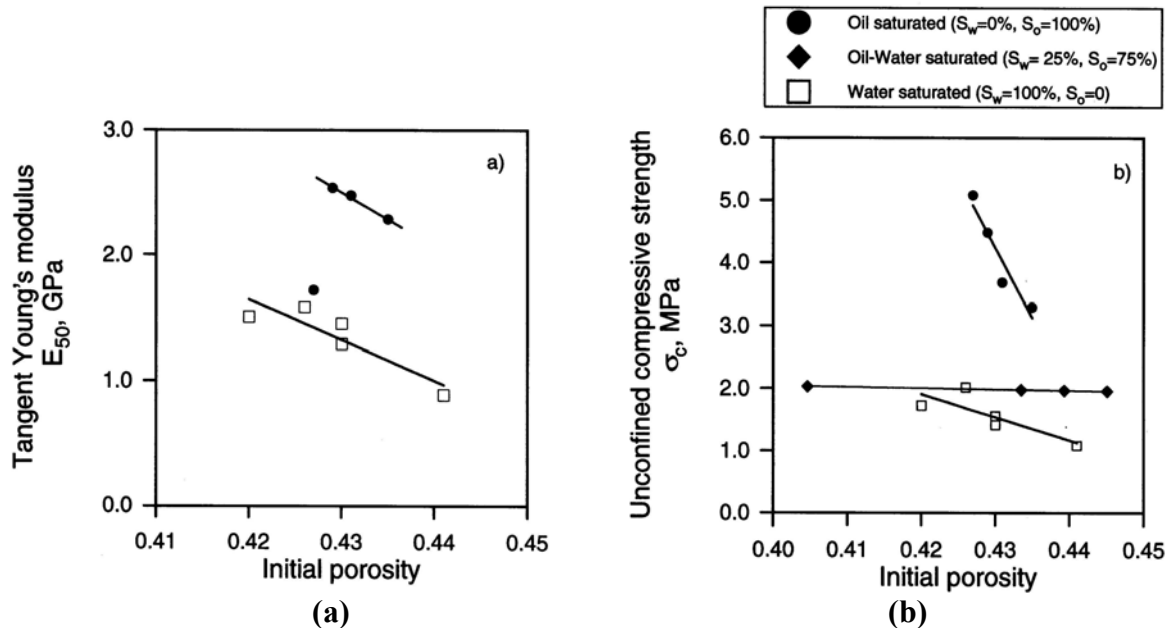 Oil saturated (Sw=0%, So=100%)
Oil-Water saturated (Sw= 25%, So=75%)
Water saturated (Sw=100%, So=0)
Tangent Young's modulus
E50, GPa
3.0
2.0
1.0
0.0
a)
0.41 0.42 0.43 0.44 0.45
Initial porosity
(a)
Unconfined compressive strength
σc, MPa
6.0
5.0
4.0
3.0
2.0
1.0
0.0
b)
0.40 0.41 0.42 0.43 0.44 0.45
Initial porosity
(b)